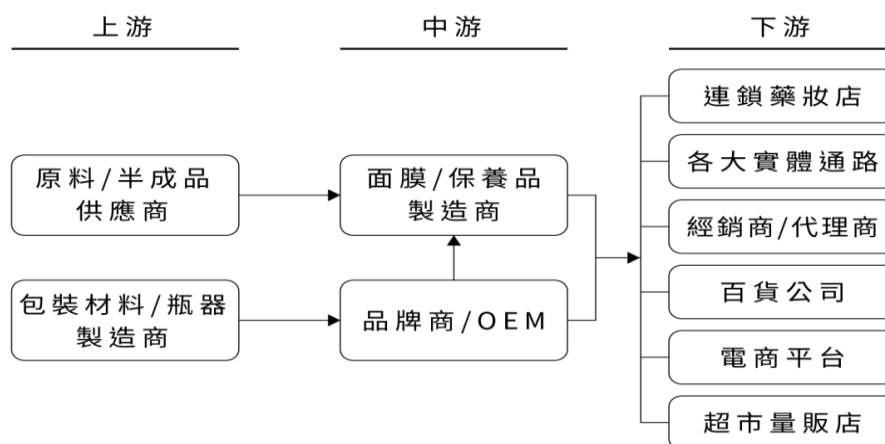 上游
中游
下游
原料/半成品
供應商
包裝材料/瓶器
製造商
面膜/保養品
製造商
品牌商/OEM
連鎖藥妝店
各大實體通路
經銷商/代理商
百貨公司
電商平台
超市量販店